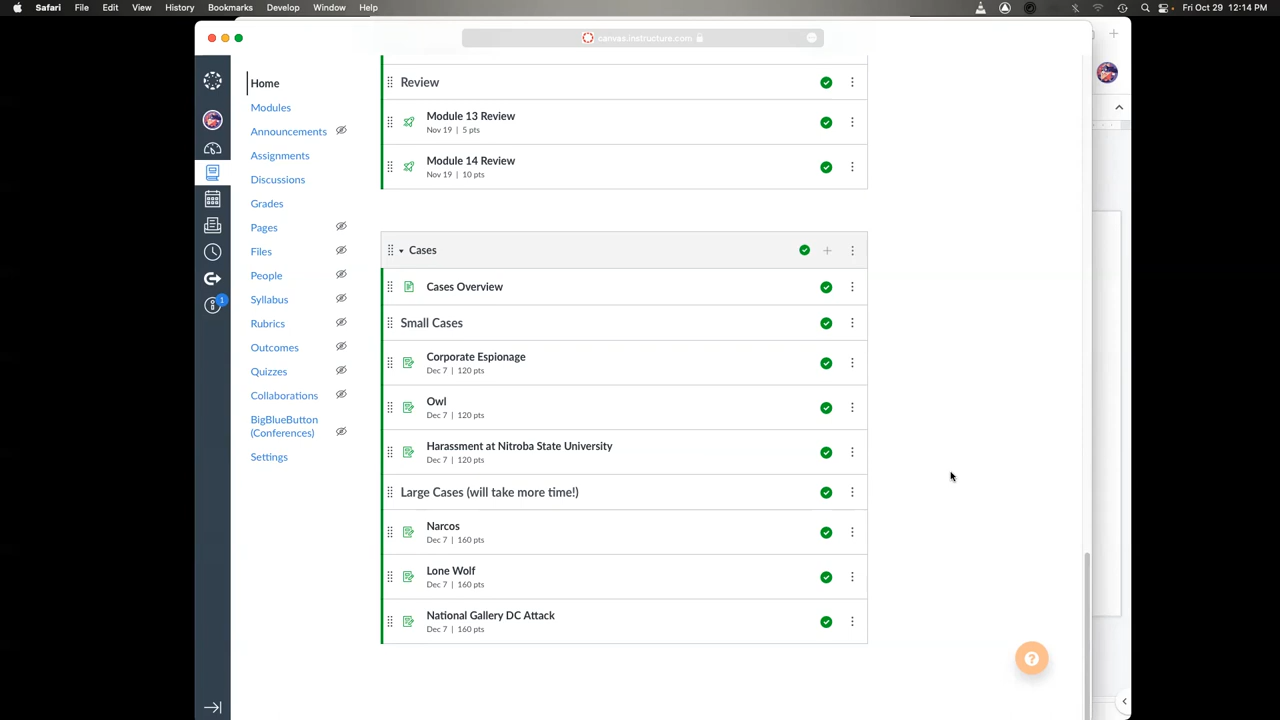 Safari File Edit View History Bookmarks Develop Window Help Fri Oct 29 12:14 PM
canvas.instructure.com
Home
Modules
Announcements
Assignments
Discussions
Grades
Pages
Files
People
Syllabus
Rubrics
Outcomes
Quizzes
Collaborations
BigBlueButton
(Conferences)
Settings
1
Review
Module 13 Review
Nov 19 | 5 pts
Module 14 Review
Nov 19 | 10 pts
Cases
Cases Overview
Small Cases
Corporate Espionage
Dec 7 | 120 pts
Owl
Dec 7 | 120 pts
Harassment at Nitroba State University
Dec 7 | 120 pts
Large Cases (will take more time!)
Narcos
Dec 7 | 160 pts
Lone Wolf
Dec 7 | 160 pts
National Gallery DC Attack
Dec 7 | 160 pts
?